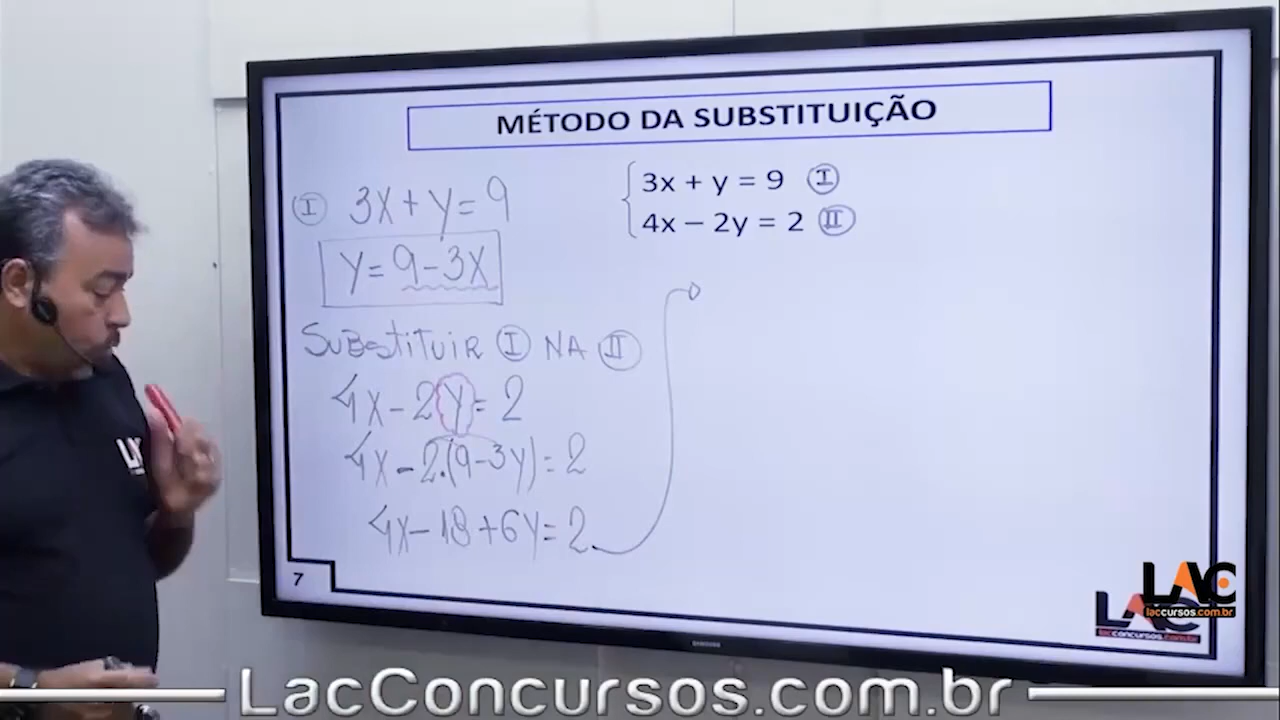 MÉTODO DA SUBSTITUIÇÃO
3x + y = 9 I
4x – 2y = 2 II
I 3X + Y = 9
Y = 9 - 3X
SUBSTITUIR I NA II
4X - 2Y = 2
4X - 2.(9 - 3Y) = 2
4X - 18 + 6Y = 2
7
LAC
laccursos.com.br
LAC
lacconcursos.com.br
LacConcursos.com.br